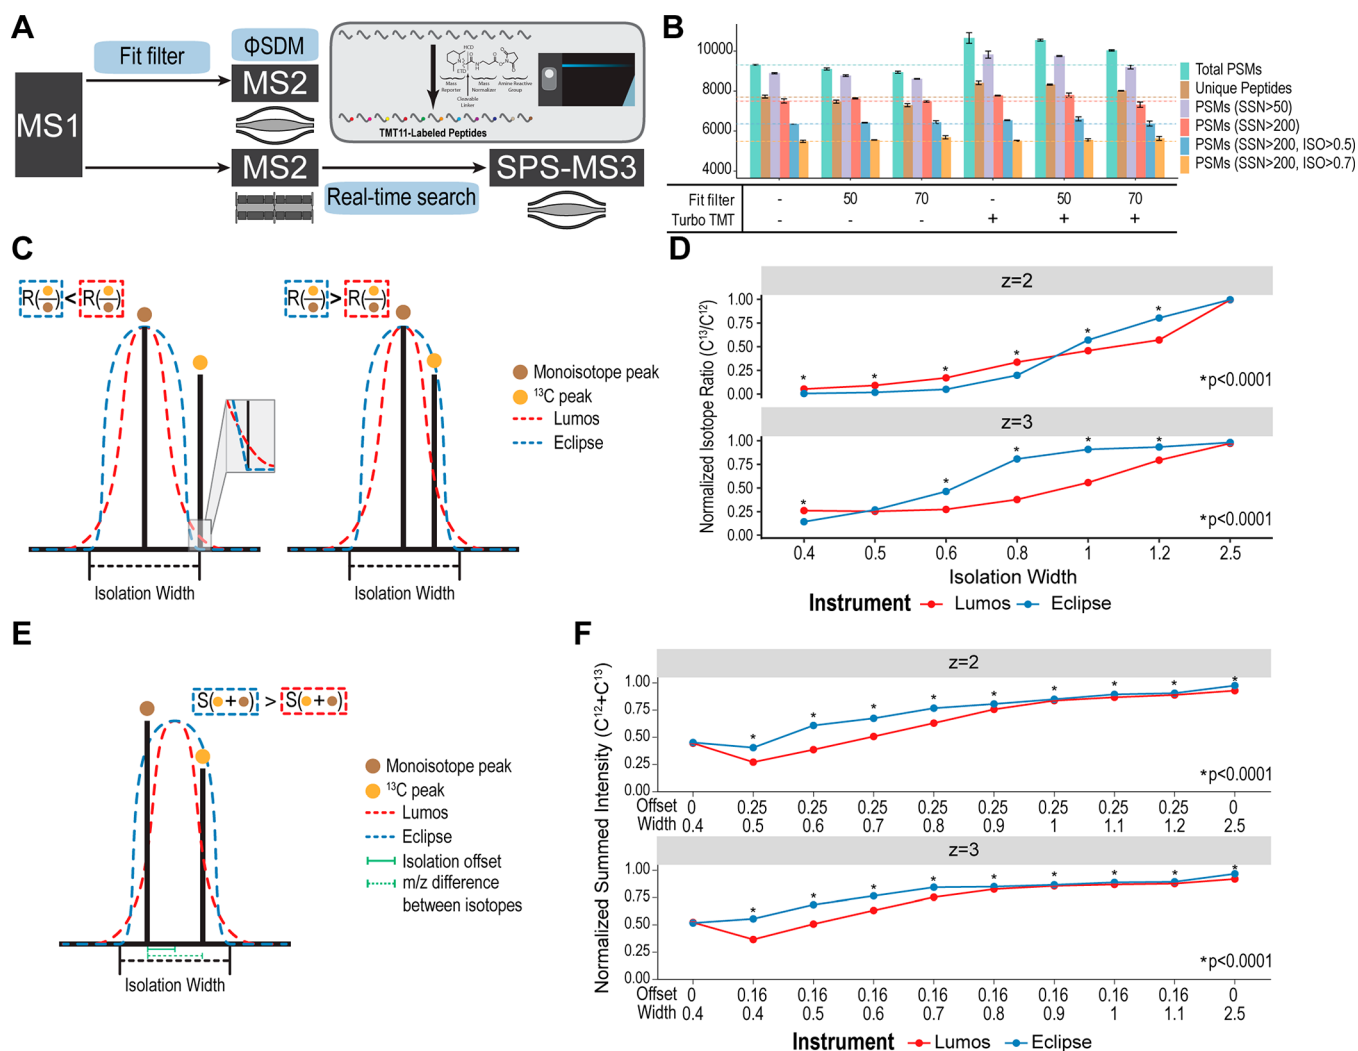 A
MS1
Fit filter
ΦSDM
MS2
MS2
Real-time search
SPS-MS3
HCD
ETD
Mass Reporter
Mass Normalizer
Amine Reactive Group
Cleavable Linker
TMT11-Labeled Peptides
B
10000
8000
6000
4000
Total PSMs
Unique Peptides
PSMs (SSN>50)
PSMs (SSN>200)
PSMs (SSN>200, ISO>0.5)
PSMs (SSN>200, ISO>0.7)
Fit filter - 50 70 - 50 70
Turbo TMT - - - + + +
C
R( ) < R( )
R( ) > R( )
Monoisotope peak
13C peak
Lumos
Eclipse
Isolation Width
Isolation Width
D
z=2
1.00
0.75
0.50
0.25
0.00
*p<0.0001
z=3
1.00
0.75
0.50
0.25
0.00
*p<0.0001
Normalized Isotope Ratio (C13/C12)
0.4 0.5 0.6 0.8 1 1.2 2.5
Isolation Width
Instrument Lumos Eclipse
E
S( + ) > S( + )
Monoisotope peak
13C peak
Lumos
Eclipse
Isolation offset
m/z difference
between isotopes
Isolation Width
F
z=2
1.00
0.75
0.50
0.25
0.00
*p<0.0001
Offset 0 0.25 0.25 0.25 0.25 0.25 0.25 0.25 0.25 0
Width 0.4 0.5 0.6 0.7 0.8 0.9 1 1.1 1.2 2.5
z=3
1.00
0.75
0.50
0.25
0.00
*p<0.0001
Offset 0 0.16 0.16 0.16 0.16 0.16 0.16 0.16 0.16 0
Width 0.4 0.4 0.5 0.6 0.7 0.8 0.9 1 1.1 2.5
Normalized Summed Intensity (C12+C13)
Instrument Lumos Eclipse